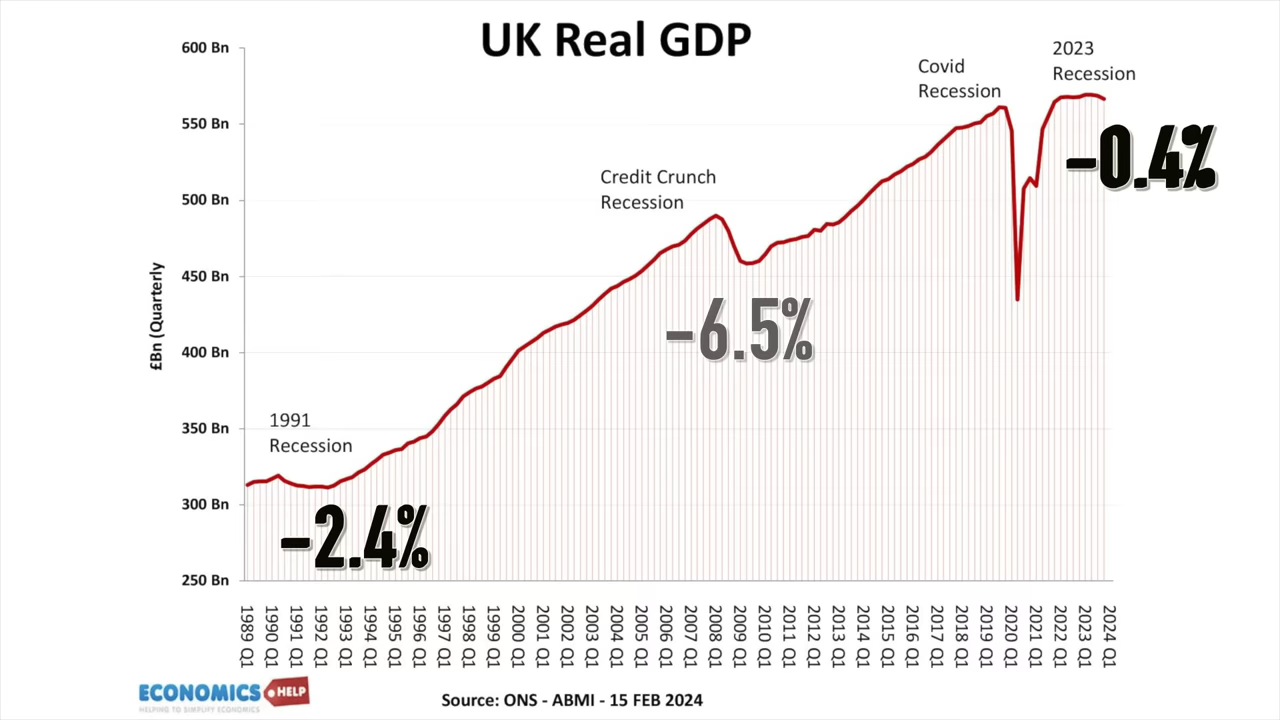 UK Real GDP
600 Bn
550 Bn
500 Bn
450 Bn
400 Bn
350 Bn
300 Bn
250 Bn
£Bn (Quarterly
1991
Recession
-2.4%
Credit Crunch
Recession
-6.5%
Covid
Recession
2023
Recession
-0.4%
1989 Q1
1990 Q1
1991 Q1
1992 Q1
1993 Q1
1994 Q1
1995 Q1
1996 Q1
1997 Q1
1998 Q1
1999 Q1
2000 Q1
2001 Q1
2002 Q1
2003 Q1
2004 Q1
2005 Q1
2006 Q1
2007 Q1
2008 Q1
2009 Q1
2010 Q1
2011 Q1
2012 Q1
2013 Q1
2014 Q1
2015 Q1
2016 Q1
2017 Q1
2018 Q1
2019 Q1
2020 Q1
2021 Q1
2022 Q1
2023 Q1
2024 Q1
ECONOMICS HELP
HELPING TO SIMPLIFY ECONOMICS
Source: ONS - ABMI - 15 FEB 2024